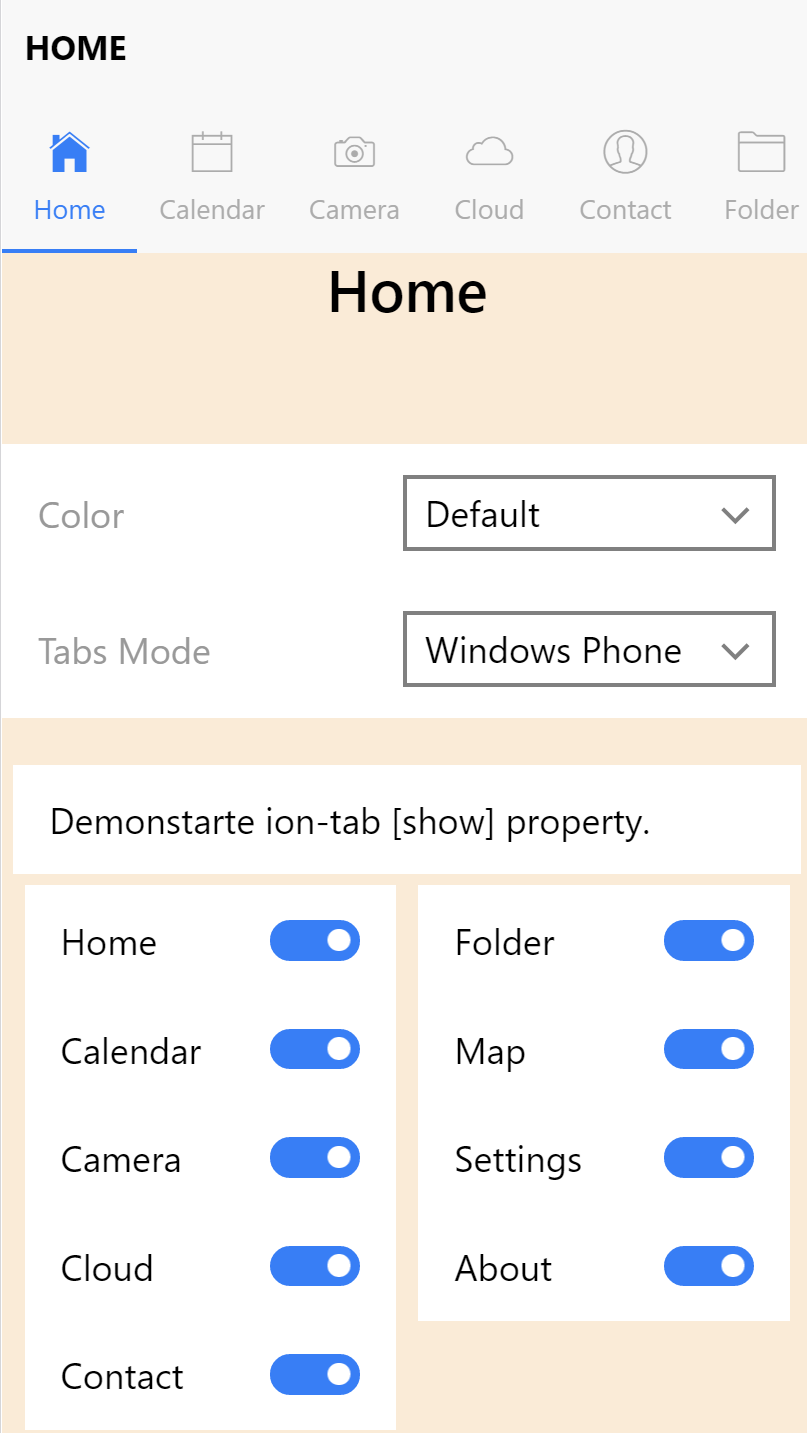 HOME
Home Calendar Camera Cloud Contact Folder
Home
Color Default
Tabs Mode Windows Phone
Demonstarte ion-tab [show] property.
Home
Calendar
Camera
Cloud
Contact
Folder
Map
Settings
About